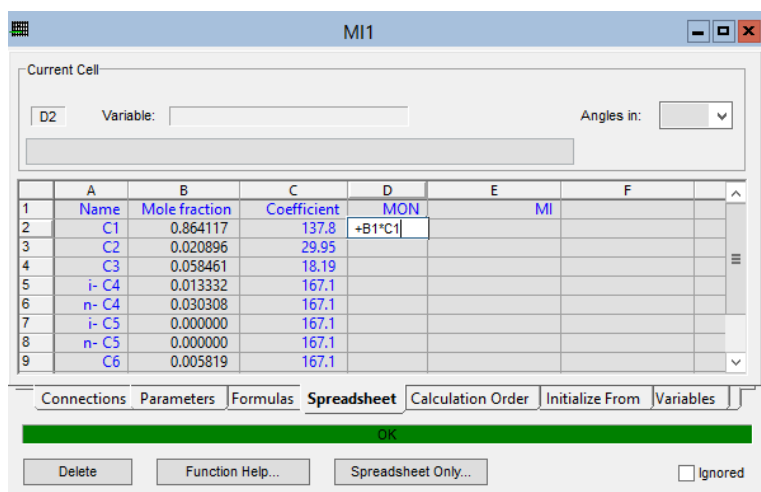 MI1
Current Cell
D2 Variable: Angles in:
A B C D E F
1 Name Mole fraction Coefficient MON MI
2 C1 0.864117 137.8 +B1*C1
3 C2 0.020896 29.95
4 C3 0.058461 18.19
5 i- C4 0.013332 167.1
6 n- C4 0.030308 167.1
7 i- C5 0.000000 167.1
8 n- C5 0.000000 167.1
9 C6 0.005819 167.1
Connections Parameters Formulas Spreadsheet Calculation Order Initialize From Variables
OK
Delete Function Help... Spreadsheet Only... Ignored